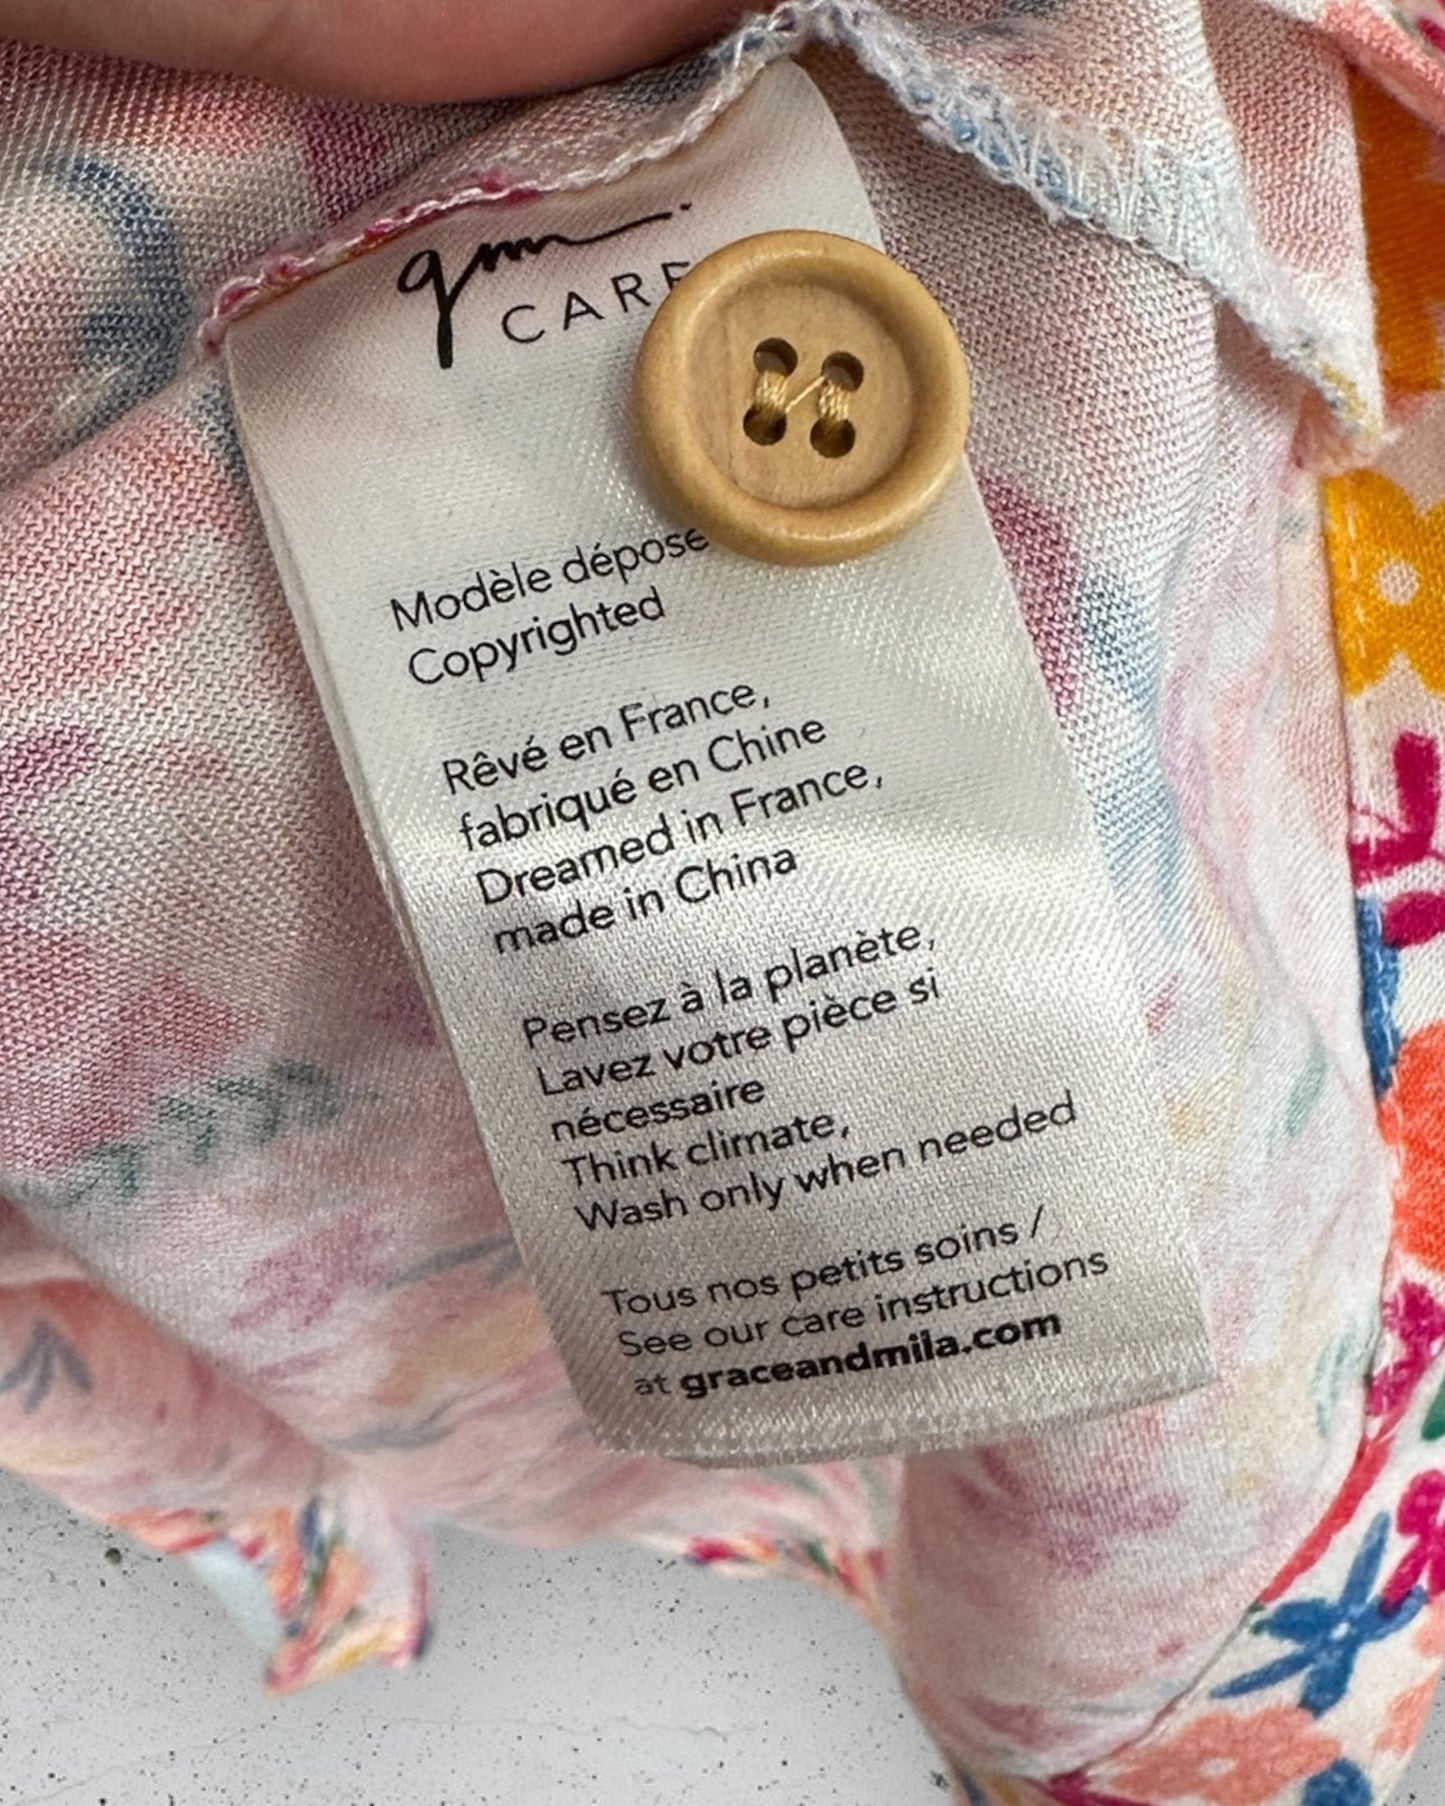 CARE
Modèle déposé
Copyrighted
Rêvé en France,
fabriqué en Chine
Dreamed in France,
made in China
Pensez à la planète,
Lavez votre pièce si
nécessaire
Think climate,
Wash only when needed
Tous nos petits soins /
See our care instructions
at graceandmila.com